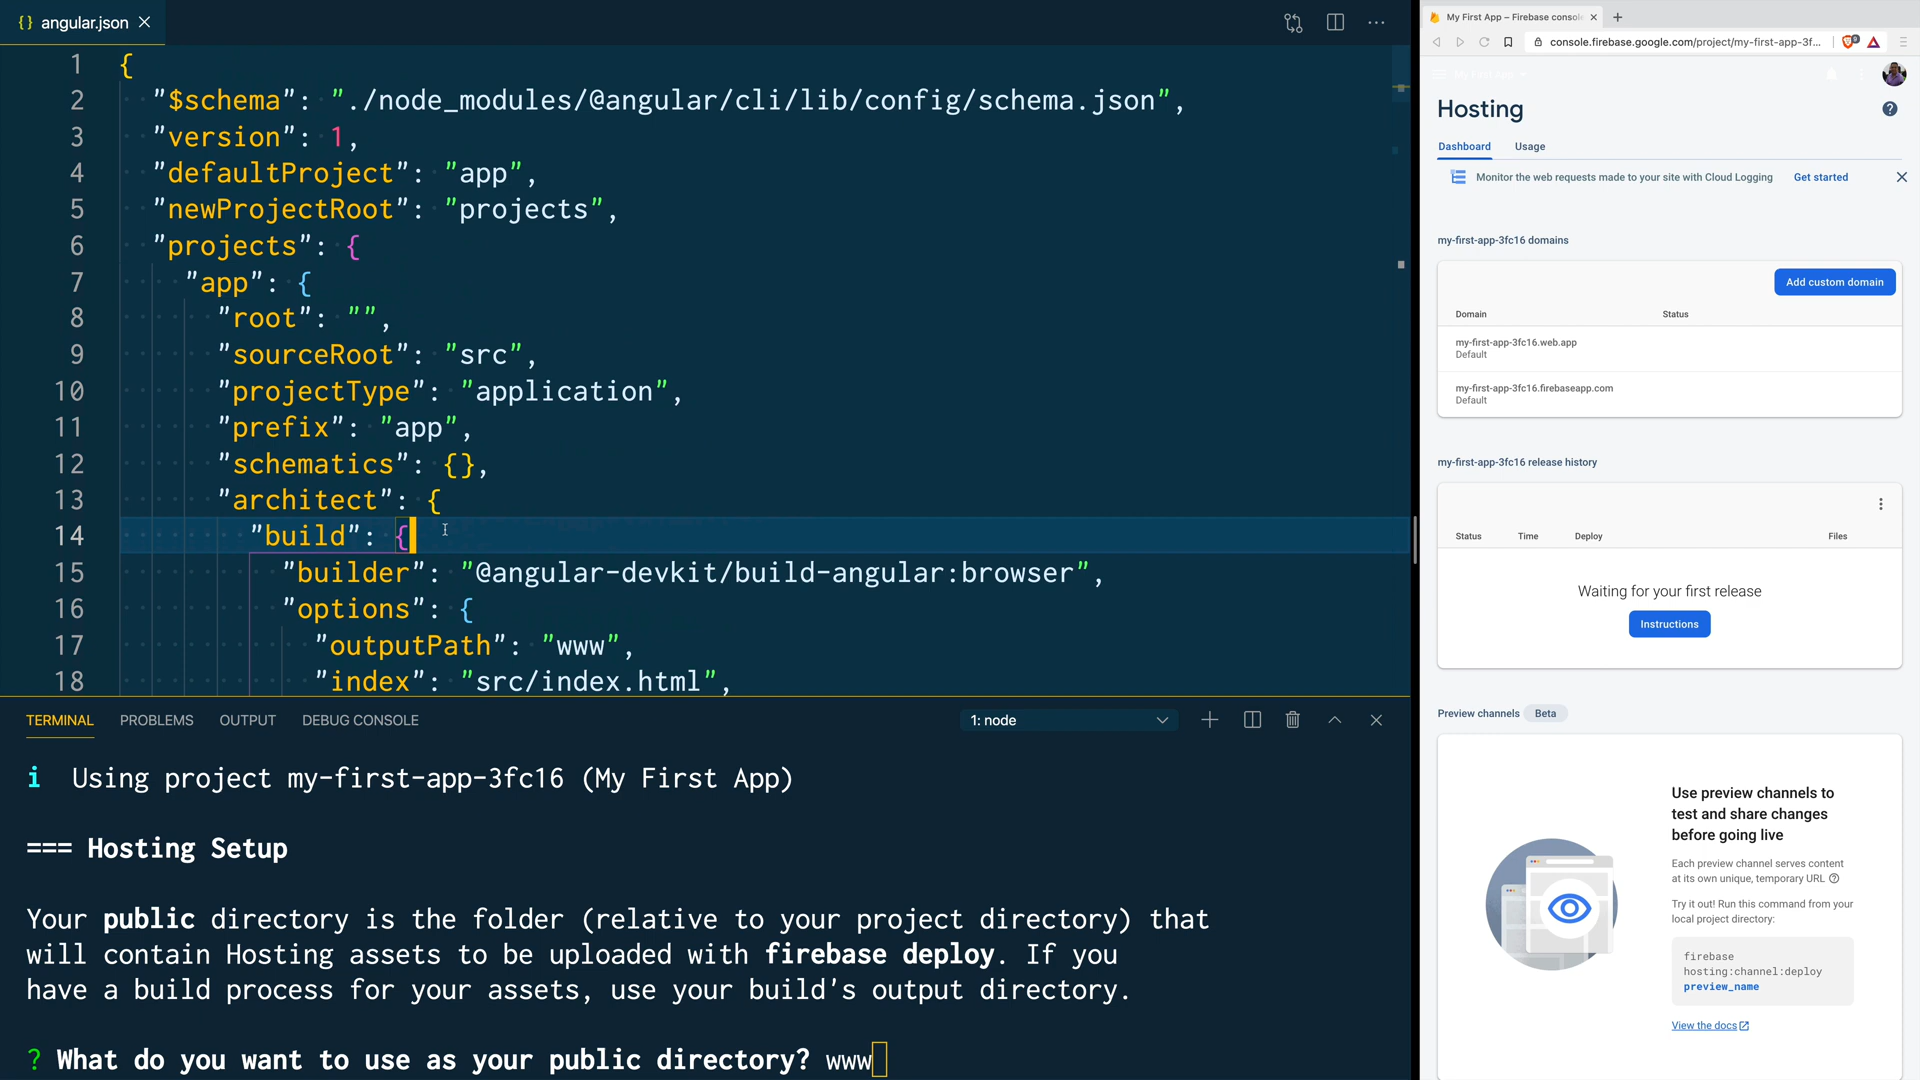 {} angular.json
1 {
2 "$schema": "./node_modules/@angular/cli/lib/config/schema.json",
3 "version": 1,
4 "defaultProject": "app",
5 "newProjectRoot": "projects",
6 "projects": {
7 "app": {
8 "root": "",
9 "sourceRoot": "src",
10 "projectType": "application",
11 "prefix": "app",
12 "schematics": {},
13 "architect": {
14 "build": {
15 "builder": "@angular-devkit/build-angular:browser",
16 "options": {
17 "outputPath": "www",
18 "index": "src/index.html",
TERMINAL PROBLEMS OUTPUT DEBUG CONSOLE 1: node
i Using project my-first-app-3fc16 (My First App)
=== Hosting Setup
Your public directory is the folder (relative to your project directory) that
will contain Hosting assets to be uploaded with firebase deploy. If you
have a build process for your assets, use your build's output directory.
? What do you want to use as your public directory? www
My First App – Firebase consol
console.firebase.google.com/project/my-first-app-3f...
Hosting
Dashboard Usage
Monitor the web requests made to your site with Cloud Logging Get started
my-first-app-3fc16 domains
Add custom domain
Domain Status
my-first-app-3fc16.web.app
Default
my-first-app-3fc16.firebaseapp.com
Default
my-first-app-3fc16 release history
Status Time Deploy Files
Waiting for your first release
Instructions
Preview channels Beta
Use preview channels to
test and share changes
before going live
Each preview channel serves content
at its own unique, temporary URL
Try it out! Run this command from your
local project directory:
firebase
hosting:channel:deploy
preview_name
View the docs